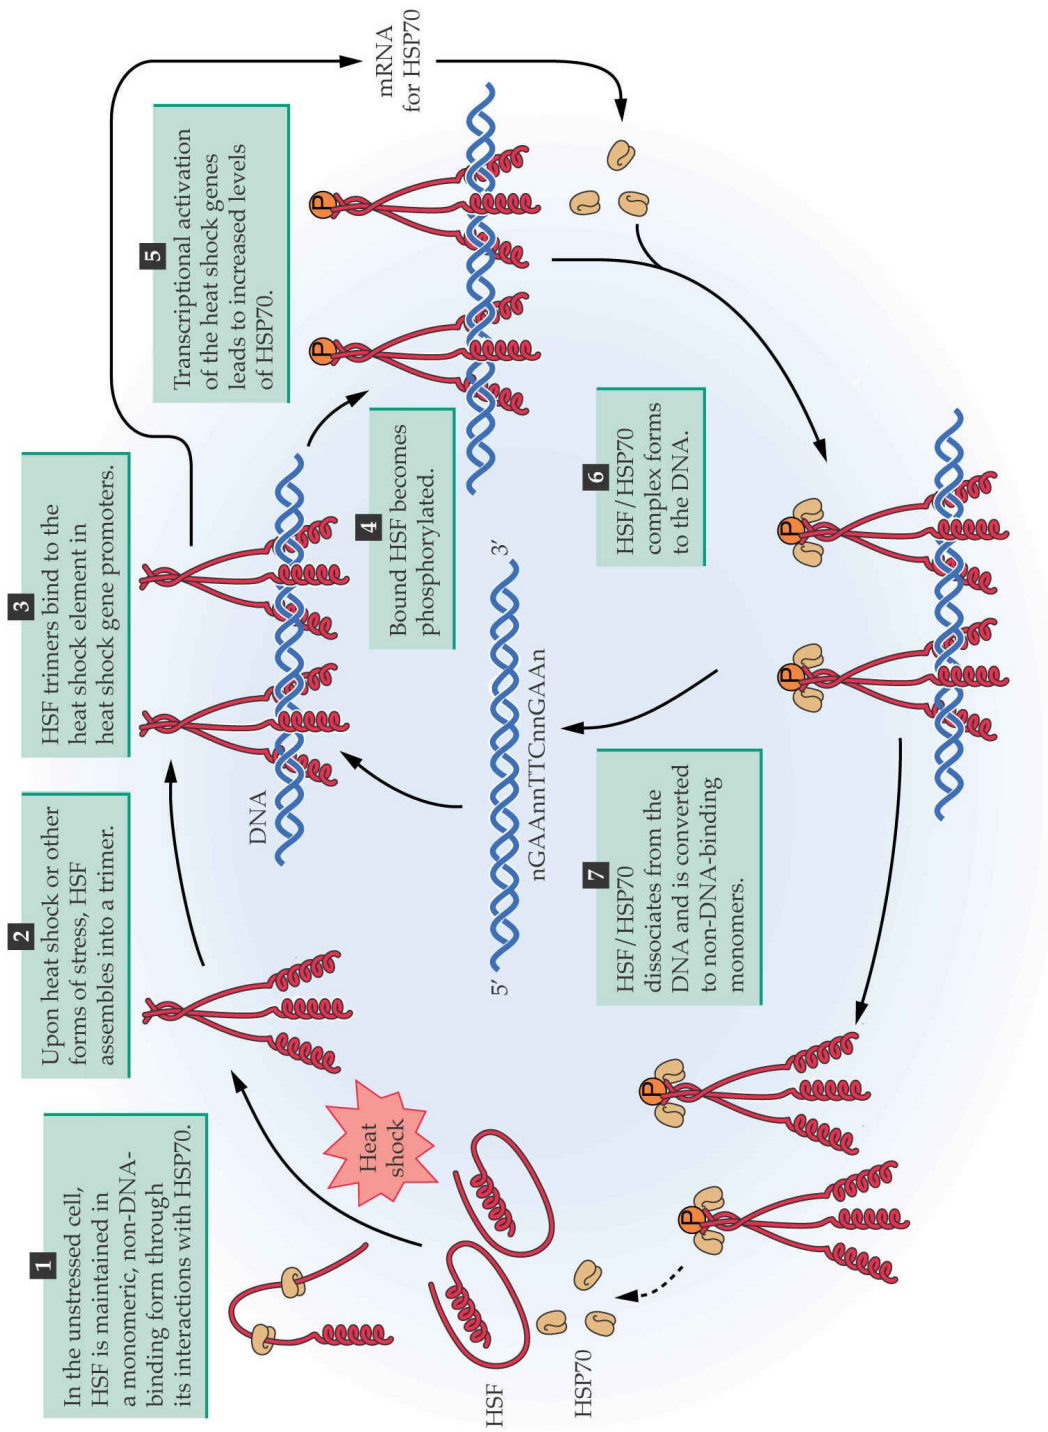 1
In the unstressed cell,
HSF is maintained in
a monomeric, non-DNA-
binding form through
its interactions with HSP70.
2
Upon heat shock or other
forms of stress, HSF
assembles into a trimer.
3
HSF trimers bind to the
heat shock element in
heat shock gene promoters.
5
Transcriptional activation
of the heat shock genes
leads to increased levels
of HSP70.
mRNA
for HSP70
P
P
DNA
4
Bound HSF becomes
phosphorylated.
Heat
shock
5′
3′
nGAAnnTTCnnGAAn
HSF
HSP70
7
HSF/HSP70
dissociates from the
DNA and is converted
to non-DNA-binding
monomers.
6
HSF/HSP70
complex forms
to the DNA.
P
P
P
P